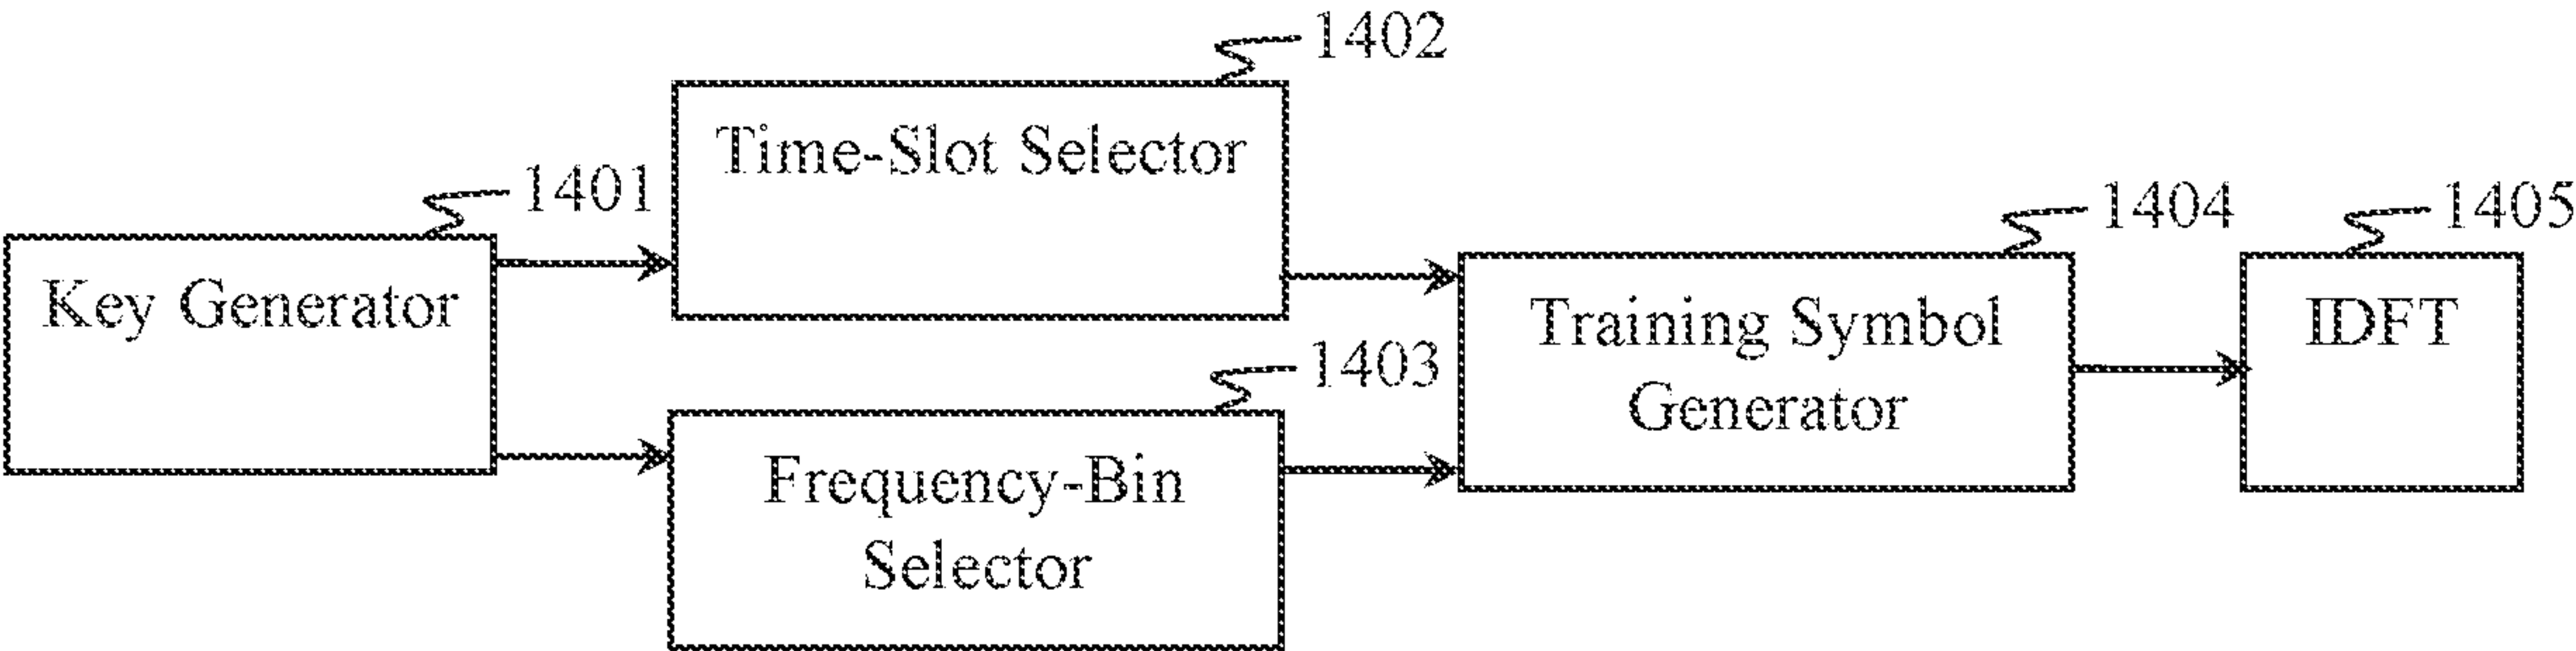 1402
Time-Slot Selector
1401
Key Generator
1404
1405
Training Symbol
Generator
IDFT
1403
Frequency-Bin
Selector